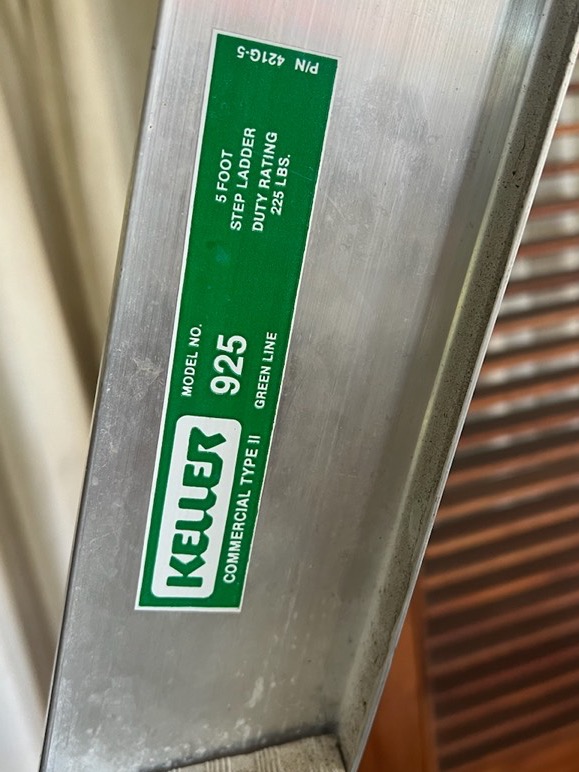 KELLER
COMMERCIAL TYPE II
MODEL NO.
925
GREEN LINE
5 FOOT
STEP LADDER
DUTY RATING
225 LBS.
P/N 421G-5